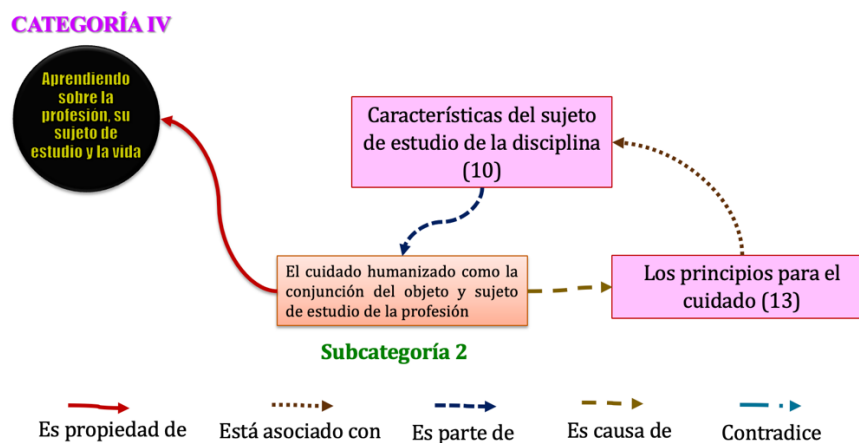 CATEGORÍA IV
Aprendiendo
sobre la
profesión, su
sujeto de
estudio y la vida
Características del sujeto
de estudio de la disciplina
(10)
El cuidado humanizado como la
conjunción del objeto y sujeto
de estudio de la profesión
Los principios para el
cuidado (13)
Subcategoría 2
Es propiedad de
Está asociado con
Es parte de
Es causa de
Contradice